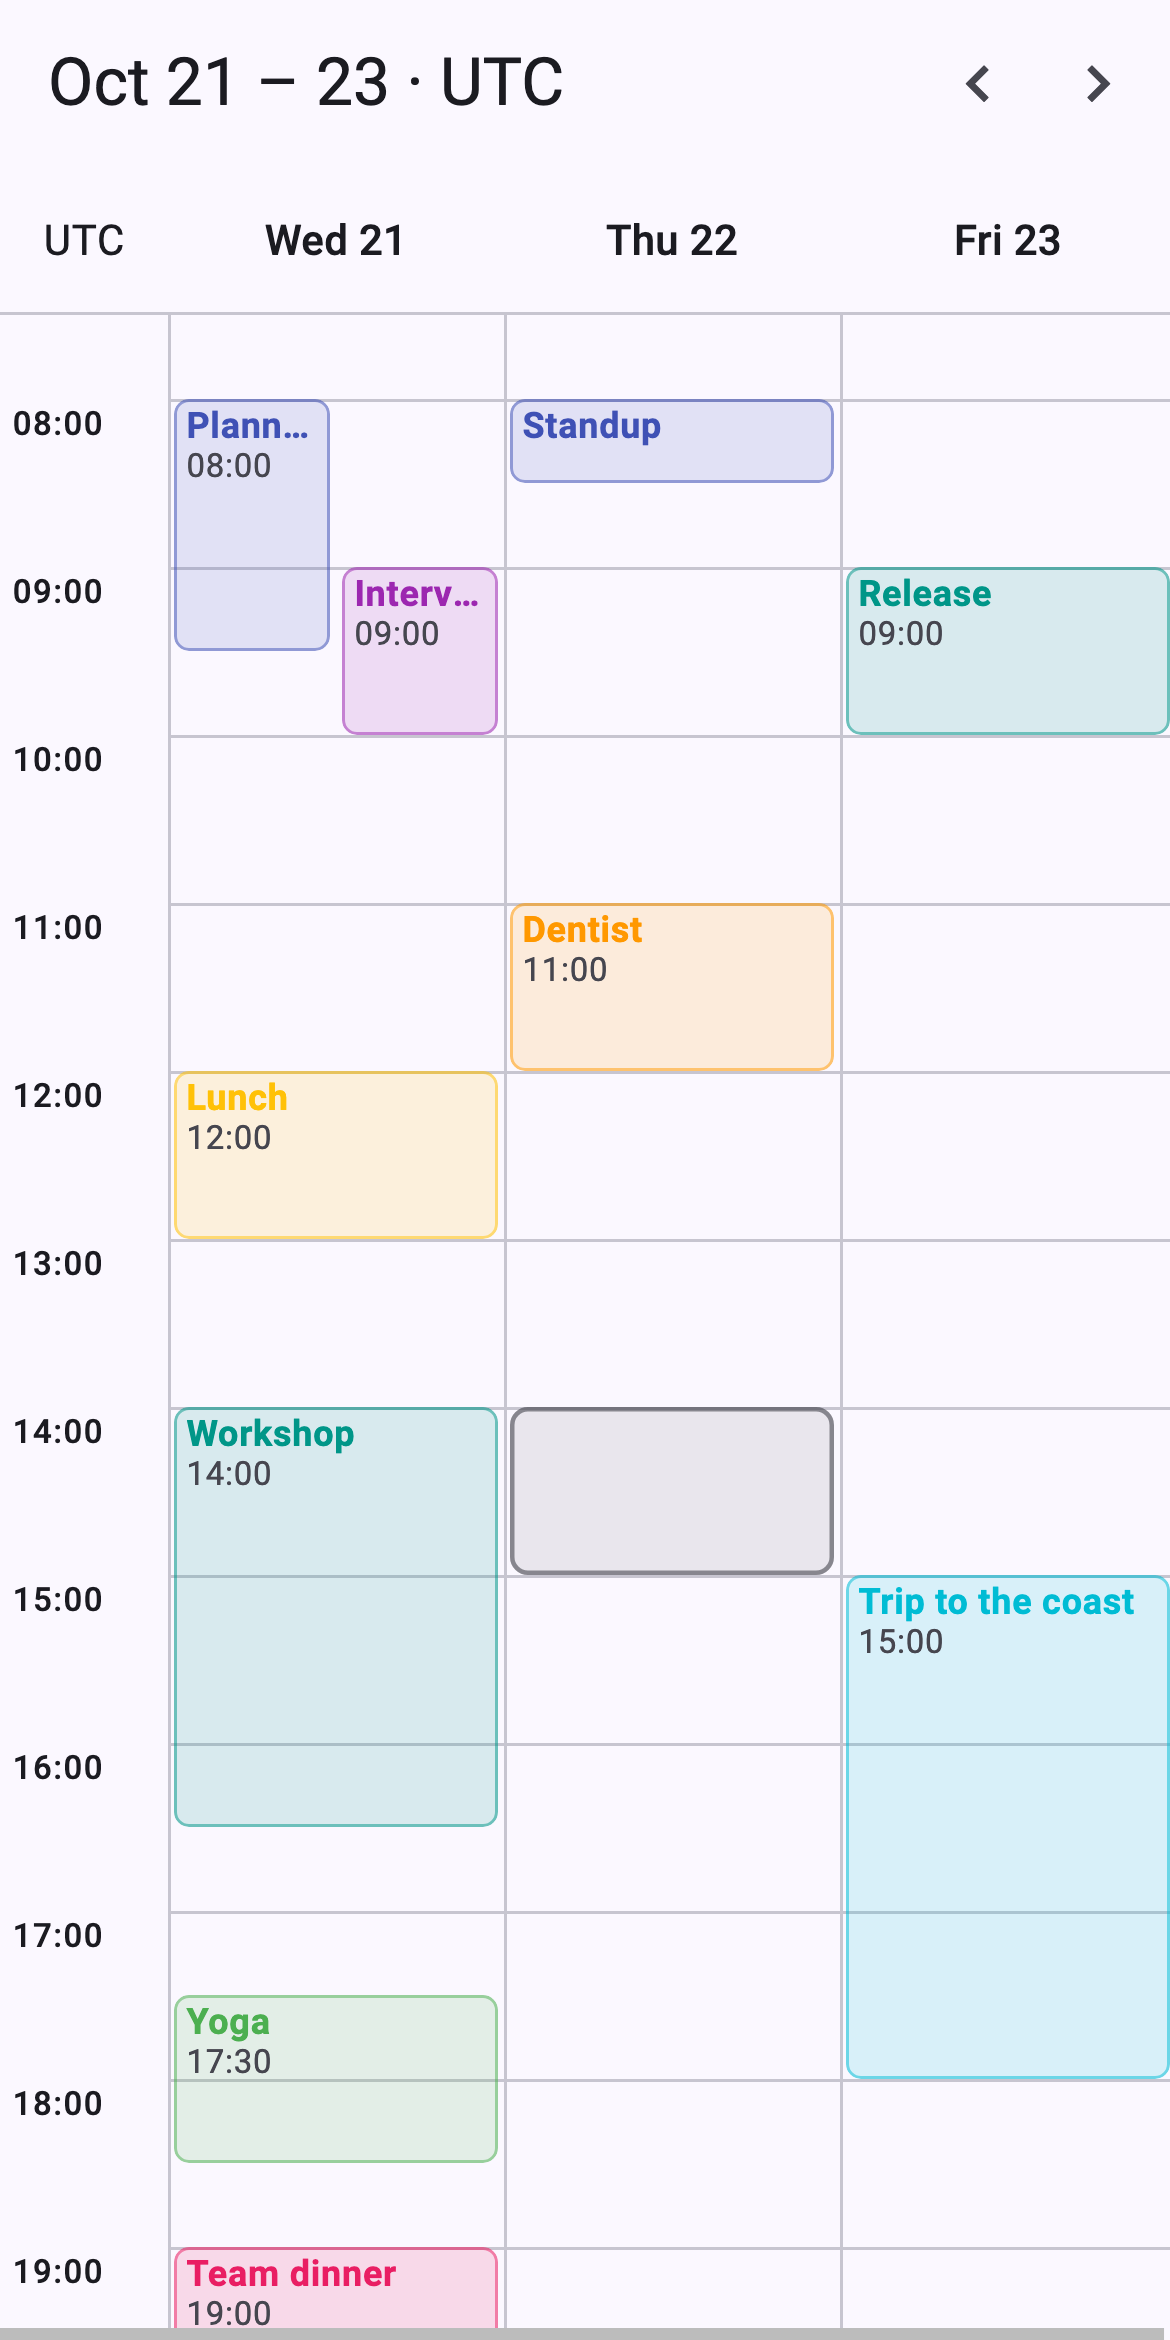 Oct 21 – 23 · UTC
UTC Wed 21 Thu 22 Fri 23
08:00
Plann...
08:00
Standup
09:00
Interv...
09:00
Release
09:00
10:00
11:00
Dentist
11:00
12:00
Lunch
12:00
13:00
14:00
Workshop
14:00
15:00
Trip to the coast
15:00
16:00
17:00
Yoga
17:30
18:00
19:00
Team dinner
19:00